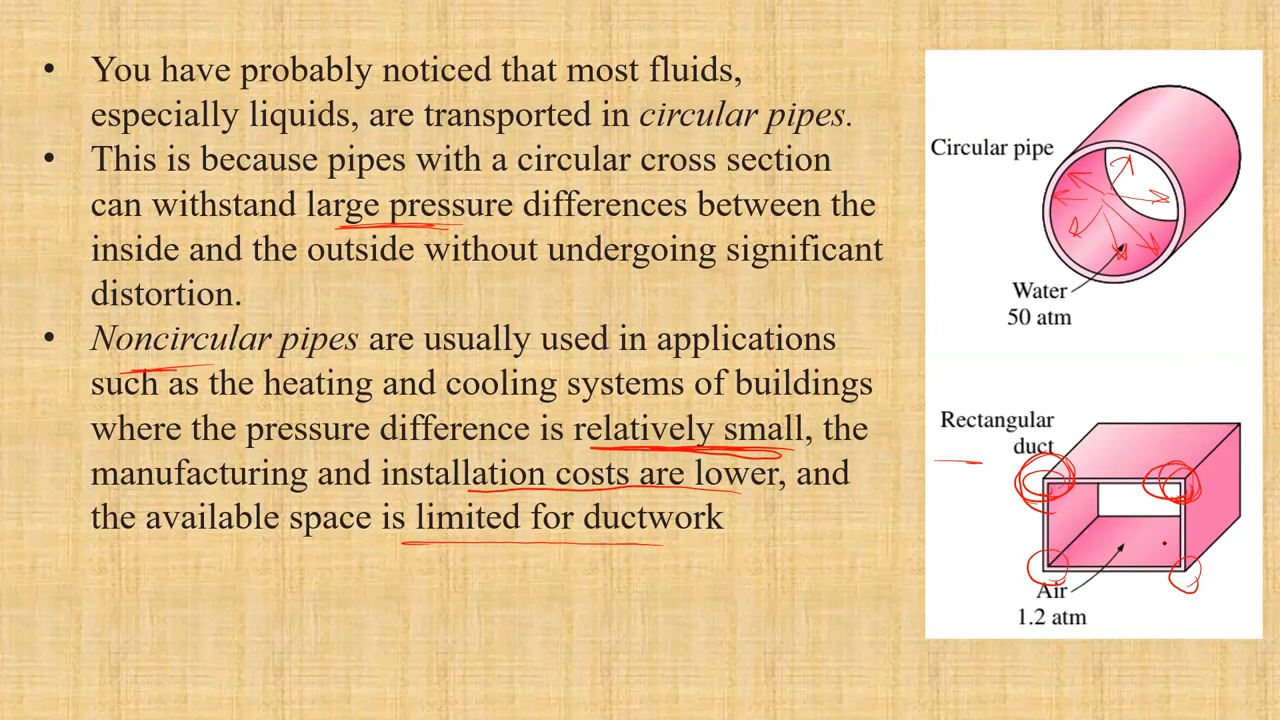 • You have probably noticed that most fluids,
especially liquids, are transported in circular pipes.
• This is because pipes with a circular cross section
can withstand large pressure differences between the
inside and the outside without undergoing significant
distortion.
• Noncircular pipes are usually used in applications
such as the heating and cooling systems of buildings
where the pressure difference is relatively small, the
manufacturing and installation costs are lower, and
the available space is limited for ductwork
Circular pipe
Water
50 atm
Rectangular
duct
Air
1.2 atm